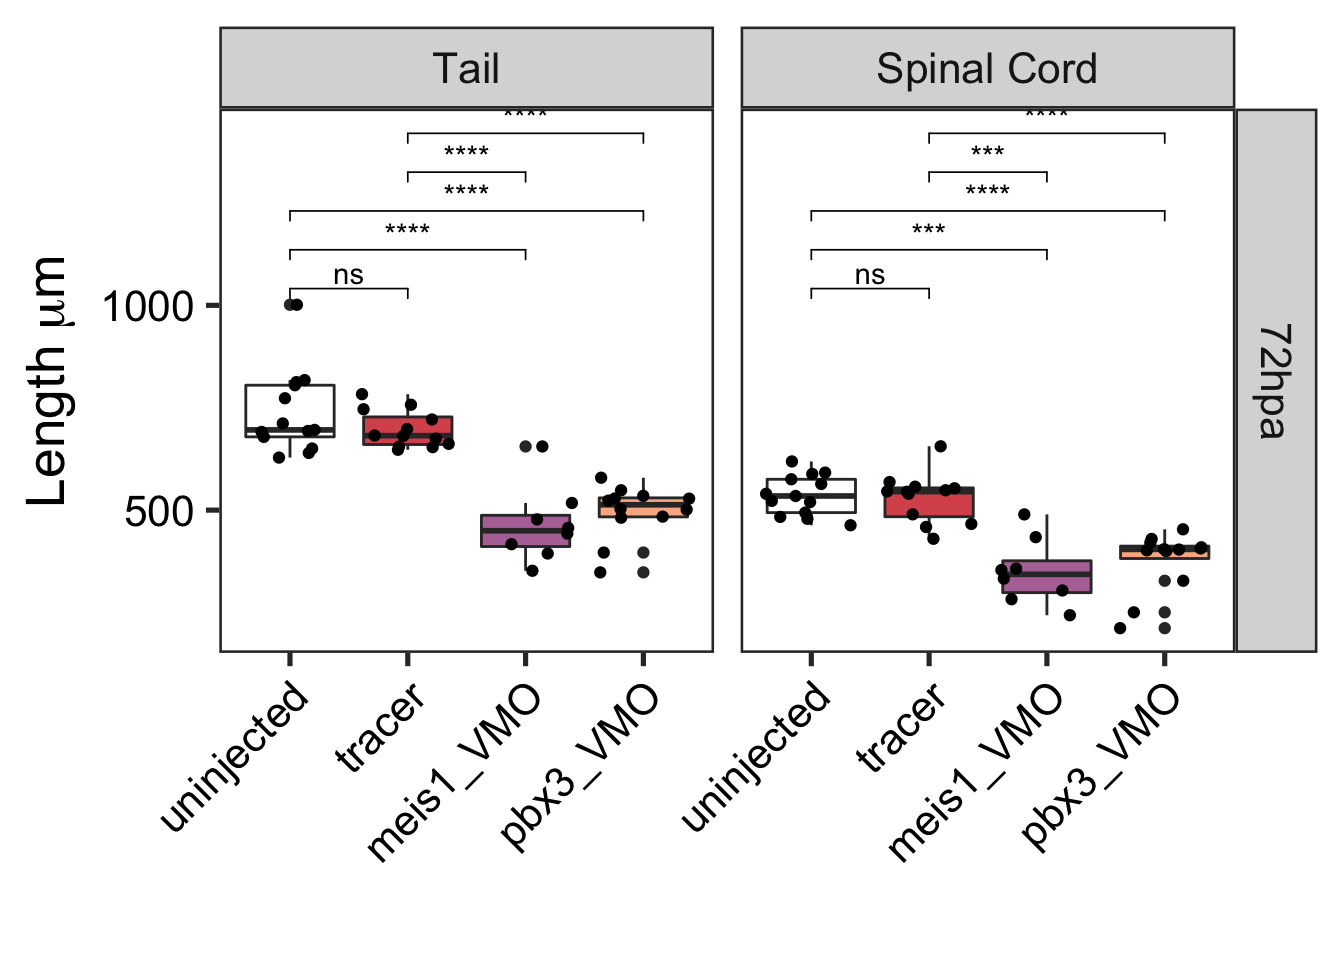 Tail
Spinal Cord
****
****
****
****
ns
****
***
****
***
ns
72hpa
Length μm
1000
500
uninjected
tracer
meis1_VMO
pbx3_VMO
uninjected
tracer
meis1_VMO
pbx3_VMO